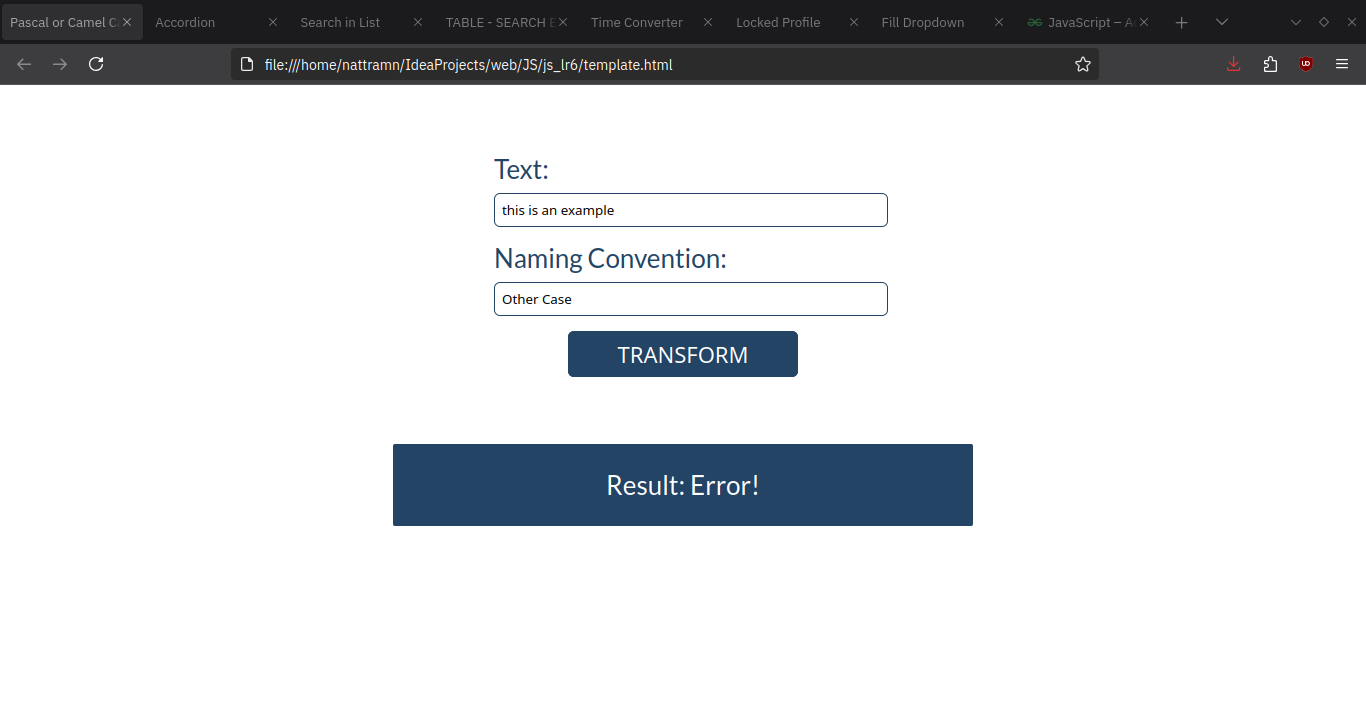 Pascal or Camel C
Accordion
Search in List
TABLE - SEARCH E
Time Converter
Locked Profile
Fill Dropdown
JavaScript – A
file:///home/nattramn/IdeaProjects/web/JS/js_lr6/template.html
Text:
this is an example
Naming Convention:
Other Case
TRANSFORM
Result: Error!